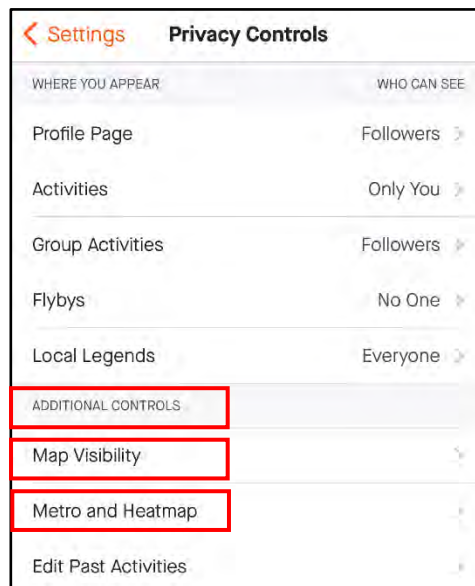 Settings Privacy Controls
WHERE YOU APPEAR WHO CAN SEE
Profile Page Followers
Activities Only You
Group Activities Followers
Flybys No One
Local Legends Everyone
ADDITIONAL CONTROLS
Map Visibility
Metro and Heatmap
Edit Past Activities